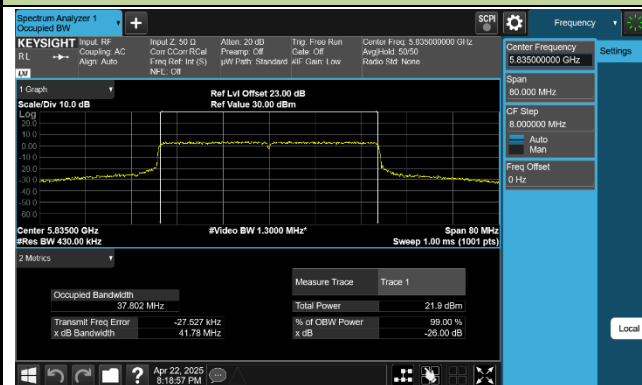 Spectrum Analyzer 1
Occupied BW
+
SCPI
Frequency
KEYSIGHT
RL
Input: RF
Coupling: AC
Align: Auto
Input Z: 50 Ω
Corr CCorr RCal
Freq Ref: Int (S)
NFE: Off
Atten: 20 dB
Preamp: Off
µW Path: Standard
Trig: Free Run
Gate: Off
#IF Gain: Low
Center Freq: 5.835000000 GHz
Avg|Hold: 50/50
Radio Std: None
LXI
1 Graph
Scale/Div 10.0 dB
Ref Lvl Offset 23.00 dB
Ref Value 30.00 dBm
Log
20.0
10.0
0.00
-10.0
-20.0
-30.0
-40.0
-50.0
-60.0
Center 5.83500 GHz
#Res BW 430.00 kHz
#Video BW 1.3000 MHz*
Span 80 MHz
Sweep 1.00 ms (1001 pts)
2 Metrics
Measure Trace Trace 1
Occupied Bandwidth
37.802 MHz
Total Power 21.9 dBm
Transmit Freq Error -27.527 kHz
% of OBW Power 99.00 %
x dB Bandwidth 41.78 MHz
x dB -26.00 dB
?
Apr 22, 2025
8:18:57 PM
Center Frequency
5.835000000 GHz
Settings
Span
80.000 MHz
CF Step
8.000000 MHz
Auto
Man
Freq Offset
0 Hz
Local